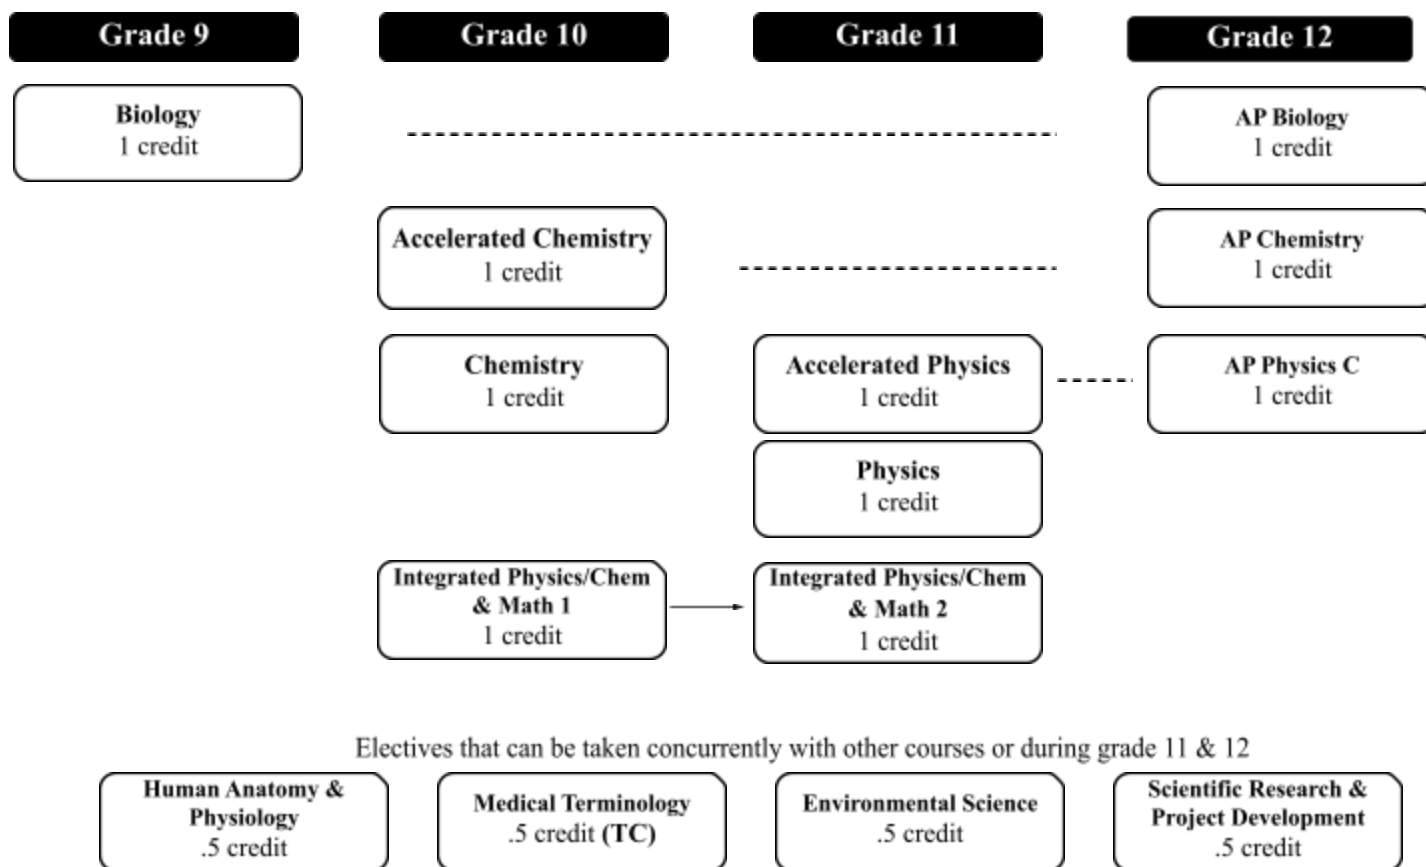 Grade 9
Grade 10
Grade 11
Grade 12
Biology
1 credit
AP Biology
1 credit
Accelerated Chemistry
1 credit
AP Chemistry
1 credit
Chemistry
1 credit
Accelerated Physics
1 credit
AP Physics C
1 credit
Physics
1 credit
Integrated Physics/Chem
& Math 1
1 credit
Integrated Physics/Chem
& Math 2
1 credit
Electives that can be taken concurrently with other courses or during grade 11 & 12
Human Anatomy &
Physiology
.5 credit
Medical Terminology
.5 credit (TC)
Environmental Science
.5 credit
Scientific Research &
Project Development
.5 credit